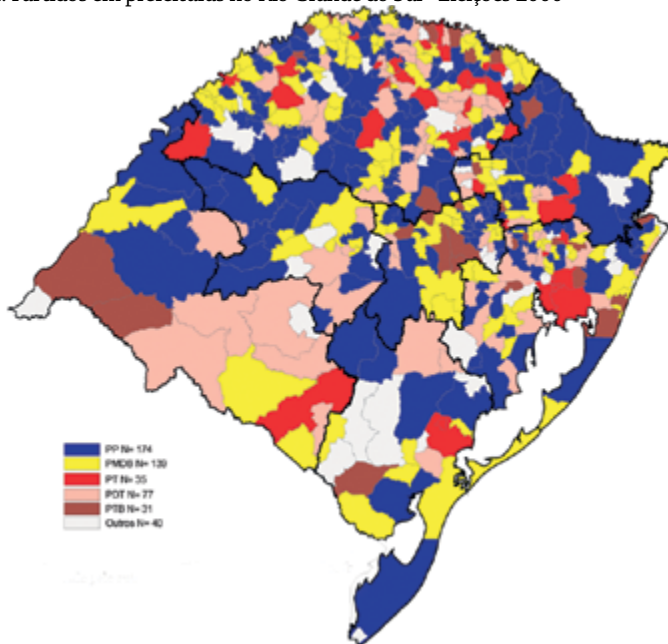 Partidos em prefeituras no Rio Grande do Sul - Eleições 2000
PP N= 174
PMDB N= 139
PT N= 35
PDT N= 77
PTB N= 31
Outros N= 40